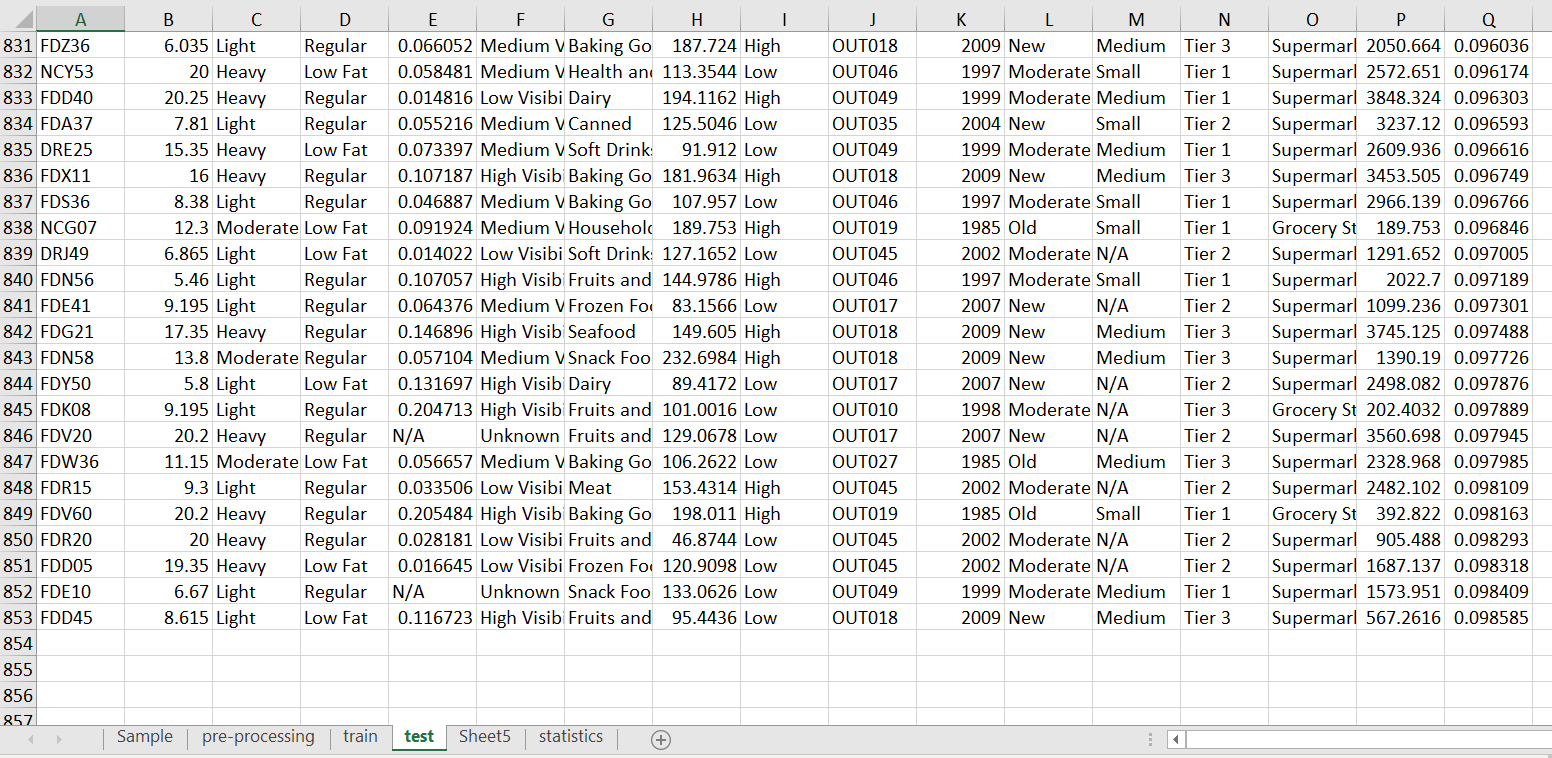 A B C D E F G H I J K L M N O P Q
831 FDZ36 6.035 Light Regular 0.066052 Medium V Baking Go 187.724 High OUT018 2009 New Medium Tier 3 Supermarl 2050.664 0.096036
832 NCY53 20 Heavy Low Fat 0.058481 Medium V Health and 113.3544 Low OUT046 1997 Moderate Small Tier 1 Supermarl 2572.651 0.096174
833 FDD40 20.25 Heavy Regular 0.014816 Low Visibi Dairy 194.1162 High OUT049 1999 Moderate Medium Tier 1 Supermarl 3848.324 0.096303
834 FDA37 7.81 Light Regular 0.055216 Medium V Canned 125.5046 Low OUT035 2004 New Small Tier 2 Supermarl 3237.12 0.096593
835 DRE25 15.35 Heavy Low Fat 0.073397 Medium V Soft Drink 91.912 Low OUT049 1999 Moderate Medium Tier 1 Supermarl 2609.936 0.096616
836 FDX11 16 Heavy Regular 0.107187 High Visib Baking Go 181.9634 High OUT018 2009 New Medium Tier 3 Supermarl 3453.505 0.096749
837 FDS36 8.38 Light Regular 0.046887 Medium V Baking Go 107.957 Low OUT046 1997 Moderate Small Tier 1 Supermarl 2966.139 0.096766
838 NCG07 12.3 Moderate Low Fat 0.091924 Medium V Household 189.753 High OUT019 1985 Old Small Tier 1 Grocery St 189.753 0.096846
839 DRJ49 6.865 Light Low Fat 0.014022 Low Visibi Soft Drink 127.1652 Low OUT045 2002 Moderate N/A Tier 2 Supermarl 1291.652 0.097005
840 FDN56 5.46 Light Regular 0.107057 High Visib Fruits and 144.9786 High OUT046 1997 Moderate Small Tier 1 Supermarl 2022.7 0.097189
841 FDE41 9.195 Light Regular 0.064376 Medium V Frozen Fo 83.1566 Low OUT017 2007 New N/A Tier 2 Supermarl 1099.236 0.097301
842 FDG21 17.35 Heavy Regular 0.146896 High Visib Seafood 149.605 High OUT018 2009 New Medium Tier 3 Supermarl 3745.125 0.097488
843 FDN58 13.8 Moderate Regular 0.057104 Medium V Snack Foo 232.6984 High OUT018 2009 New Medium Tier 3 Supermarl 1390.19 0.097726
844 FDY50 5.8 Light Low Fat 0.131697 High Visib Dairy 89.4172 Low OUT017 2007 New N/A Tier 2 Supermarl 2498.082 0.097876
845 FDK08 9.195 Light Regular 0.204713 High Visib Fruits and 101.0016 Low OUT010 1998 Moderate N/A Tier 3 Grocery St 202.4032 0.097889
846 FDV20 20.2 Heavy Regular N/A Unknown Fruits and 129.0678 Low OUT017 2007 New N/A Tier 2 Supermarl 3560.698 0.097945
847 FDW36 11.15 Moderate Low Fat 0.056657 Medium V Baking Go 106.2622 Low OUT027 1985 Old Medium Tier 3 Supermarl 2328.968 0.097985
848 FDR15 9.3 Light Regular 0.033506 Low Visibi Meat 153.4314 High OUT045 2002 Moderate N/A Tier 2 Supermarl 2482.102 0.098109
849 FDV60 20.2 Heavy Regular 0.205484 High Visib Baking Go 198.011 High OUT019 1985 Old Small Tier 1 Grocery St 392.822 0.098163
850 FDR20 20 Heavy Regular 0.028181 Low Visibi Fruits and 46.8744 Low OUT045 2002 Moderate N/A Tier 2 Supermarl 905.488 0.098293
851 FDD05 19.35 Heavy Low Fat 0.016645 Low Visibi Frozen Fo 120.9098 Low OUT045 2002 Moderate N/A Tier 2 Supermarl 1687.137 0.098318
852 FDE10 6.67 Light Regular N/A Unknown Snack Foo 133.0626 Low OUT049 1999 Moderate Medium Tier 1 Supermarl 1573.951 0.098409
853 FDD45 8.615 Light Low Fat 0.116723 High Visib Fruits and 95.4436 Low OUT018 2009 New Medium Tier 3 Supermarl 567.2616 0.098585
854
855
856
857
Sample pre-processing train test Sheet5 statistics